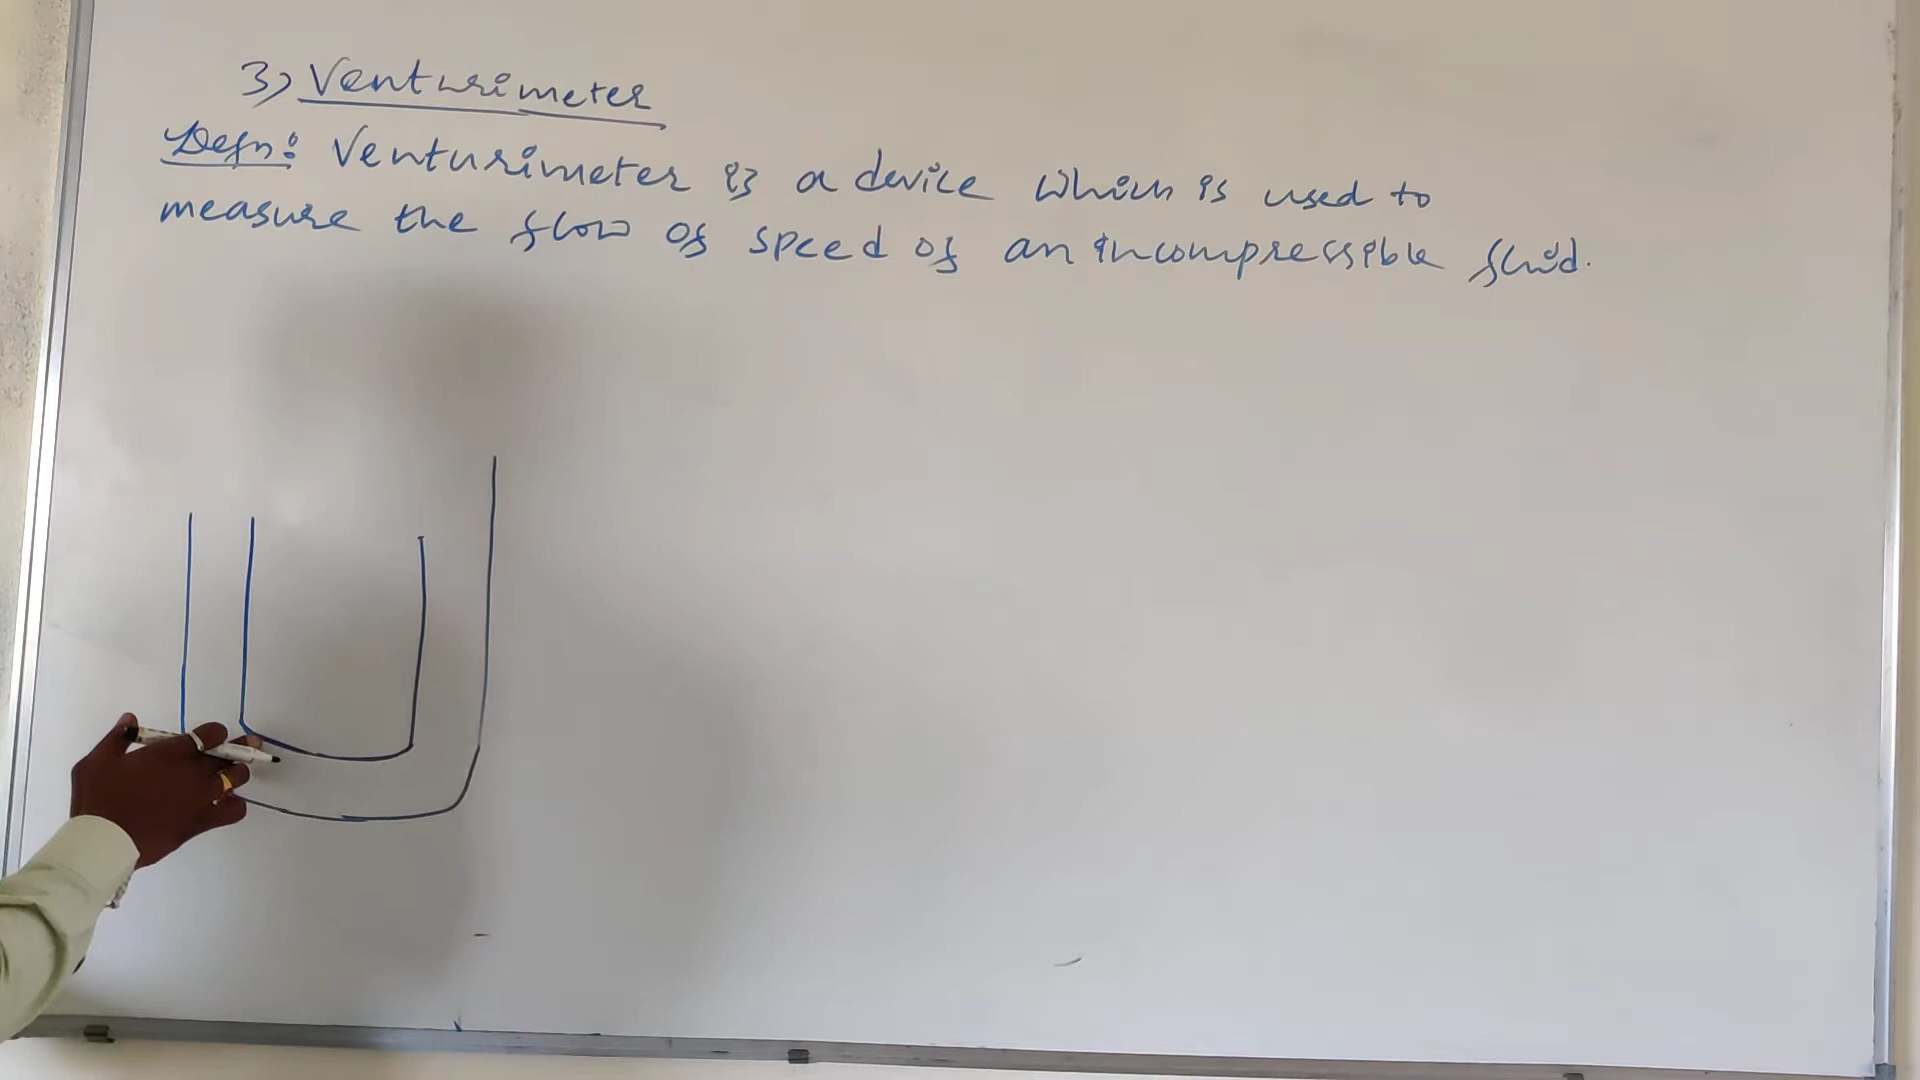 3) Venturimeter
Defn: Venturimeter is a device which is used to
measure the flow of speed of an incompressible fluid.